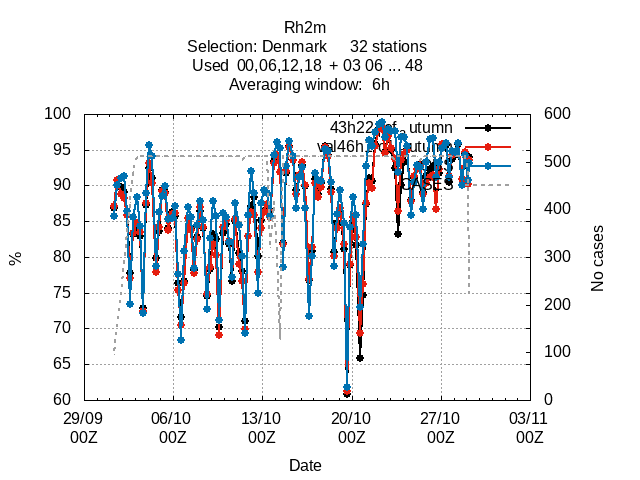 Rh2m
Selection: Denmark 32 stations
Used 00,06,12,18 + 03 06 ... 48
Averaging window: 6h
100
95
90
85
80
75
70
65
60
%
600
500
400
300
200
100
0
No cases
CASES
29/09 06/10 13/10 20/10 27/10 03/11
00Z 00Z 00Z 00Z 00Z 00Z
Date